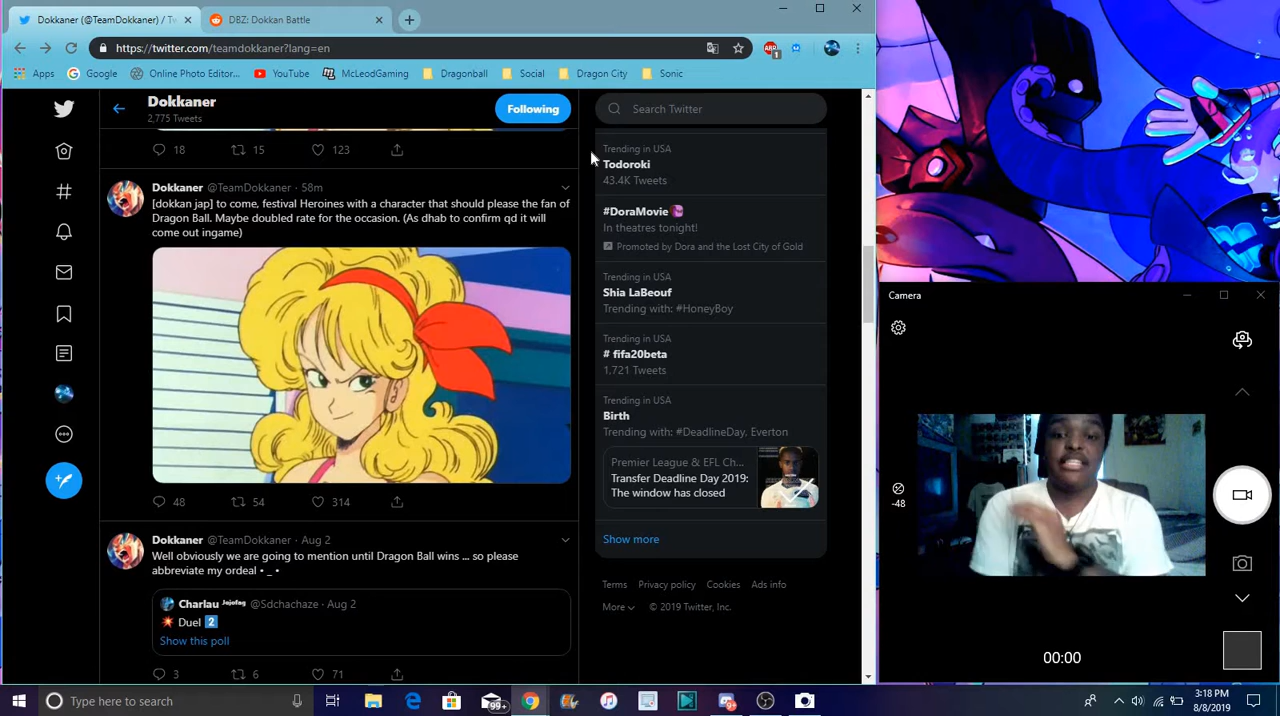 Dokkaner (@TeamDokkaner) / Tw
DBZ: Dokkan Battle
https://twitter.com/teamdokkaner?lang=en
ABP
1
Apps
Google
Online Photo Editor...
YouTube
McLeodGaming
Dragonball
Social
Dragon City
Sonic
Dokkaner
2,775 Tweets
Following
Search Twitter
18
15
123
Dokkaner @TeamDokkaner · 58m
[dokkan jap] to come, festival Heroines with a character that should please the fan of
Dragon Ball. Maybe doubled rate for the occasion. (As dhab to confirm qd it will
come out ingame)
48
54
314
Dokkaner @TeamDokkaner · Aug 2
Well obviously we are going to mention until Dragon Ball wins ... so please
abbreviate my ordeal • _ •
Charlau Jojofag @Sdchachaze · Aug 2
💥 Duel 2️⃣
Show this poll
3
6
71
Trending in USA
Todoroki
43.4K Tweets
#DoraMovie
In theatres tonight!
Promoted by Dora and the Lost City of Gold
Trending in USA
Shia LaBeouf
Trending with: #HoneyBoy
Trending in USA
# fifa20beta
1,721 Tweets
Trending in USA
Birth
Trending with: #DeadlineDay, Everton
Premier League & EFL Ch...
Transfer Deadline Day 2019:
The window has closed
Show more
Terms Privacy policy Cookies Ads info
More © 2019 Twitter, Inc.
Camera
-48
00:00
Type here to search
99+
9+
3:18 PM
8/8/2019